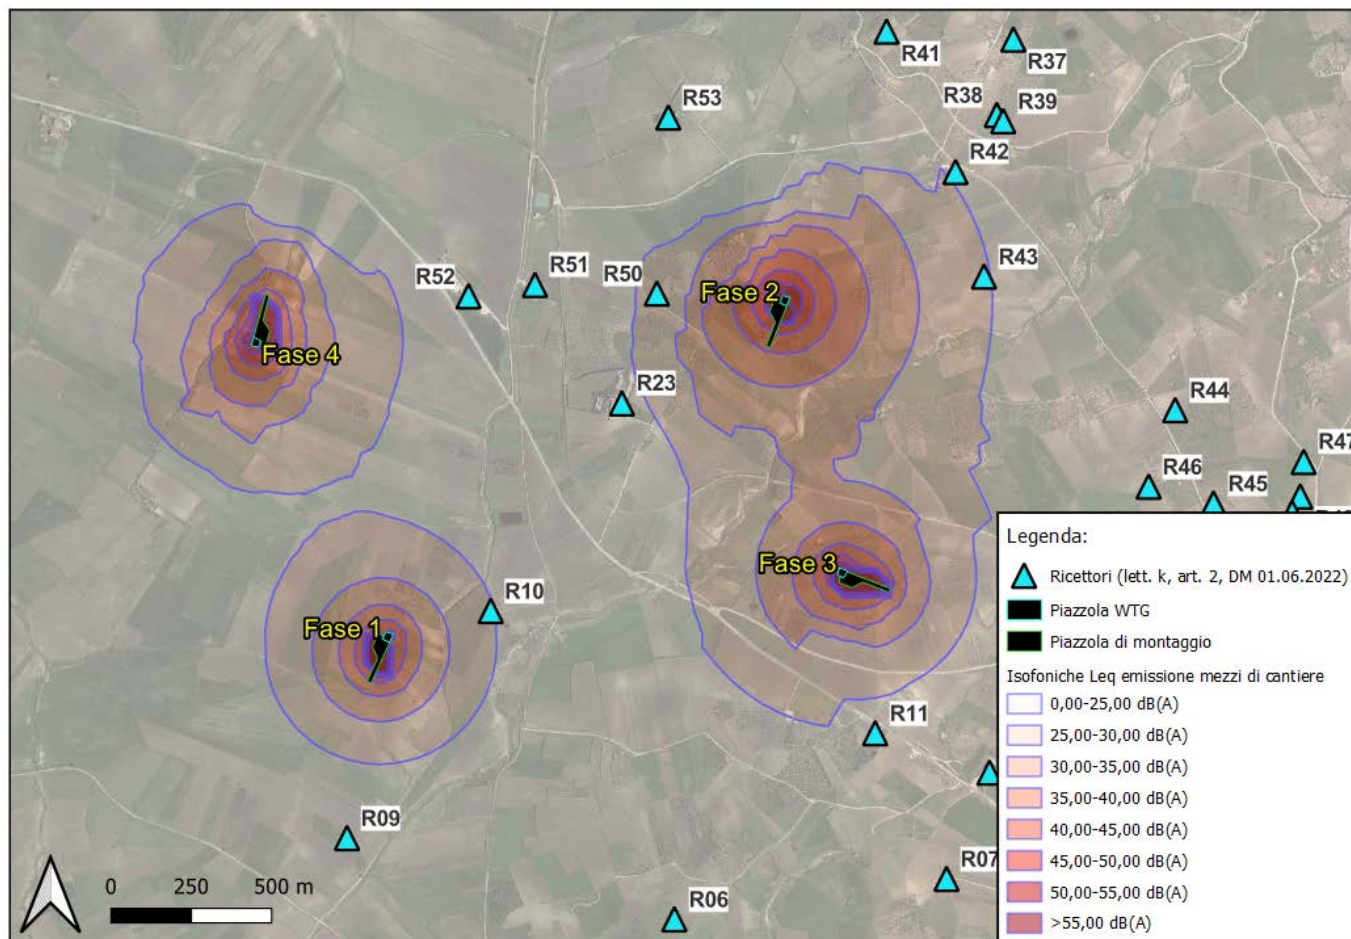 R41
R37
R53
R38
R39
R42
R43
R52
R51
R50
Fase 2
Fase 4
R23
R44
R47
R46
R45
Fase 3
R10
Fase 1
R11
R09
R07
R06
0
250
500 m
Legenda:
Ricettori (lett. k, art. 2, DM 01.06.2022)
Piazzola WTG
Piazzola di montaggio
Isofoniche Leq emissione mezzi di cantiere
0,00-25,00 dB(A)
25,00-30,00 dB(A)
30,00-35,00 dB(A)
35,00-40,00 dB(A)
40,00-45,00 dB(A)
45,00-50,00 dB(A)
50,00-55,00 dB(A)
>55,00 dB(A)